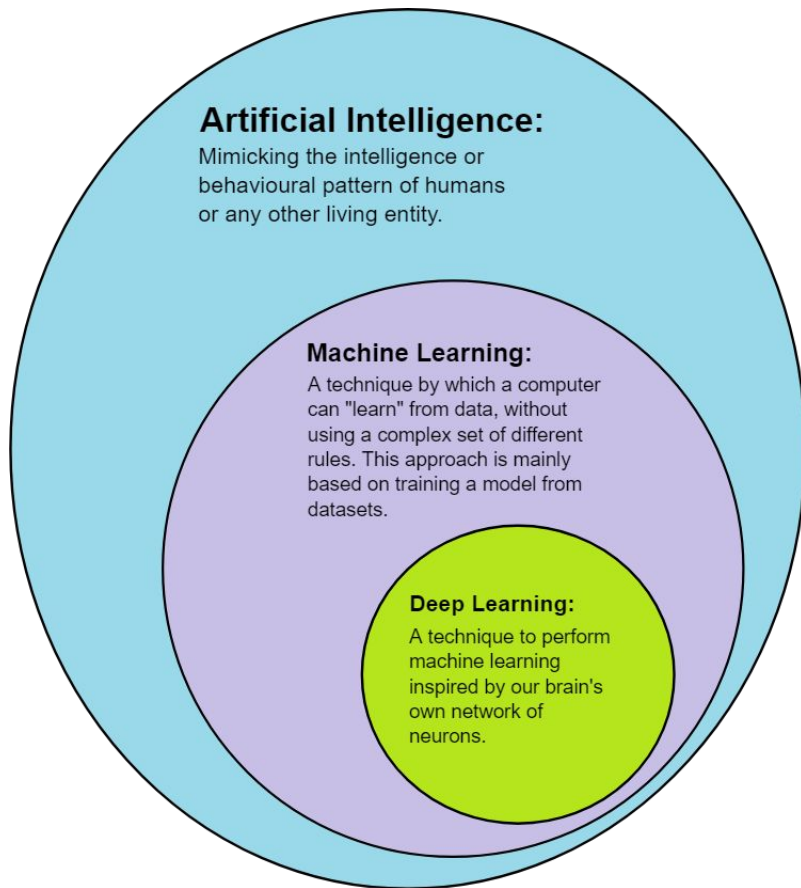 Artificial Intelligence:
Mimicking the intelligence or
behavioural pattern of humans
or any other living entity.
Machine Learning:
A technique by which a computer
can "learn" from data, without
using a complex set of different
rules. This approach is mainly
based on training a model from
datasets.
Deep Learning:
A technique to perform
machine learning
inspired by our brain's
own network of
neurons.